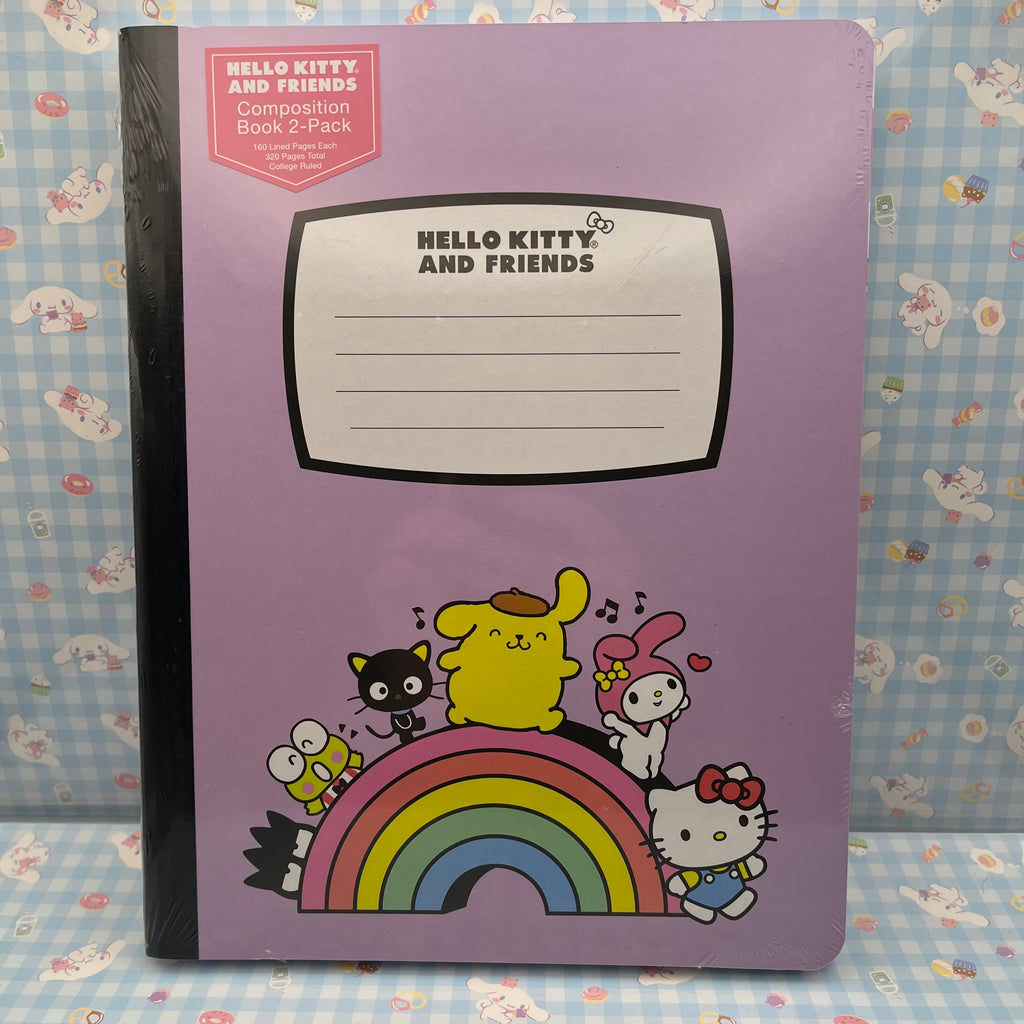 HELLO KITTY®
AND FRIENDS
Composition
Book 2-Pack
160 Lined Pages Each
320 Pages Total
College Ruled
HELLO KITTY®
AND FRIENDS